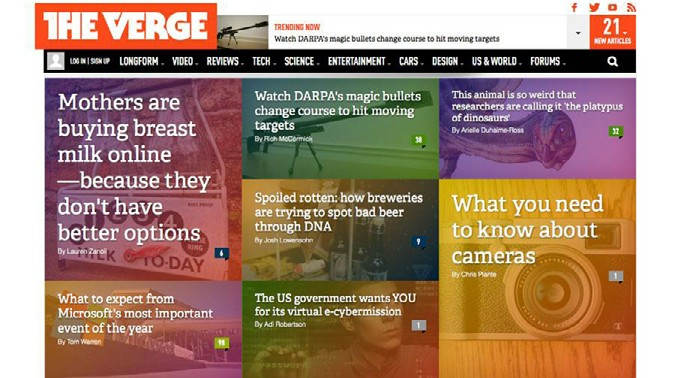 THE VERGE
TRENDING NOW
Watch DARPA's magic bullets change course to hit moving targets
21
NEW ARTICLES
LOG IN | SIGN UP LONGFORM VIDEO REVIEWS TECH SCIENCE ENTERTAINMENT CARS DESIGN US & WORLD FORUMS
Mothers are
buying breast
milk online
—because they
don't have
better options
By Lauren Zanolli
6
Watch DARPA's magic bullets
change course to hit moving
targets
By Rich McCormick
38
This animal is so weird that
researchers are calling it 'the platypus
of dinosaurs'
By Arielle Duhaime-Ross
32
Spoiled rotten: how breweries
are trying to spot bad beer
through DNA
By Josh Lowensohn
9
What you need
to know about
cameras
By Chris Plante
1
What to expect from
Microsoft's most important
event of the year
By Tom Warren
98
The US government wants YOU
for its virtual e-cybermission
By Adi Robertson
1
MILK
TO-DAY